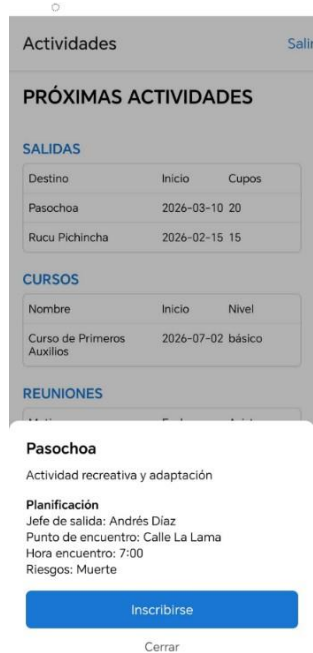 Actividades Salir
PRÓXIMAS ACTIVIDADES
SALIDAS
Destino Inicio Cupos
Pasochoa 2026-03-10 20
Rucu Pichincha 2026-02-15 15
CURSOS
Nombre Inicio Nivel
Curso de Primeros 2026-07-02 básico
Auxilios
REUNIONES
Pasochoa
Actividad recreativa y adaptación
Planificación
Jefe de salida: Andrés Díaz
Punto de encuentro: Calle La Lama
Hora encuentro: 7:00
Riesgos: Muerte
Inscribirse
Cerrar